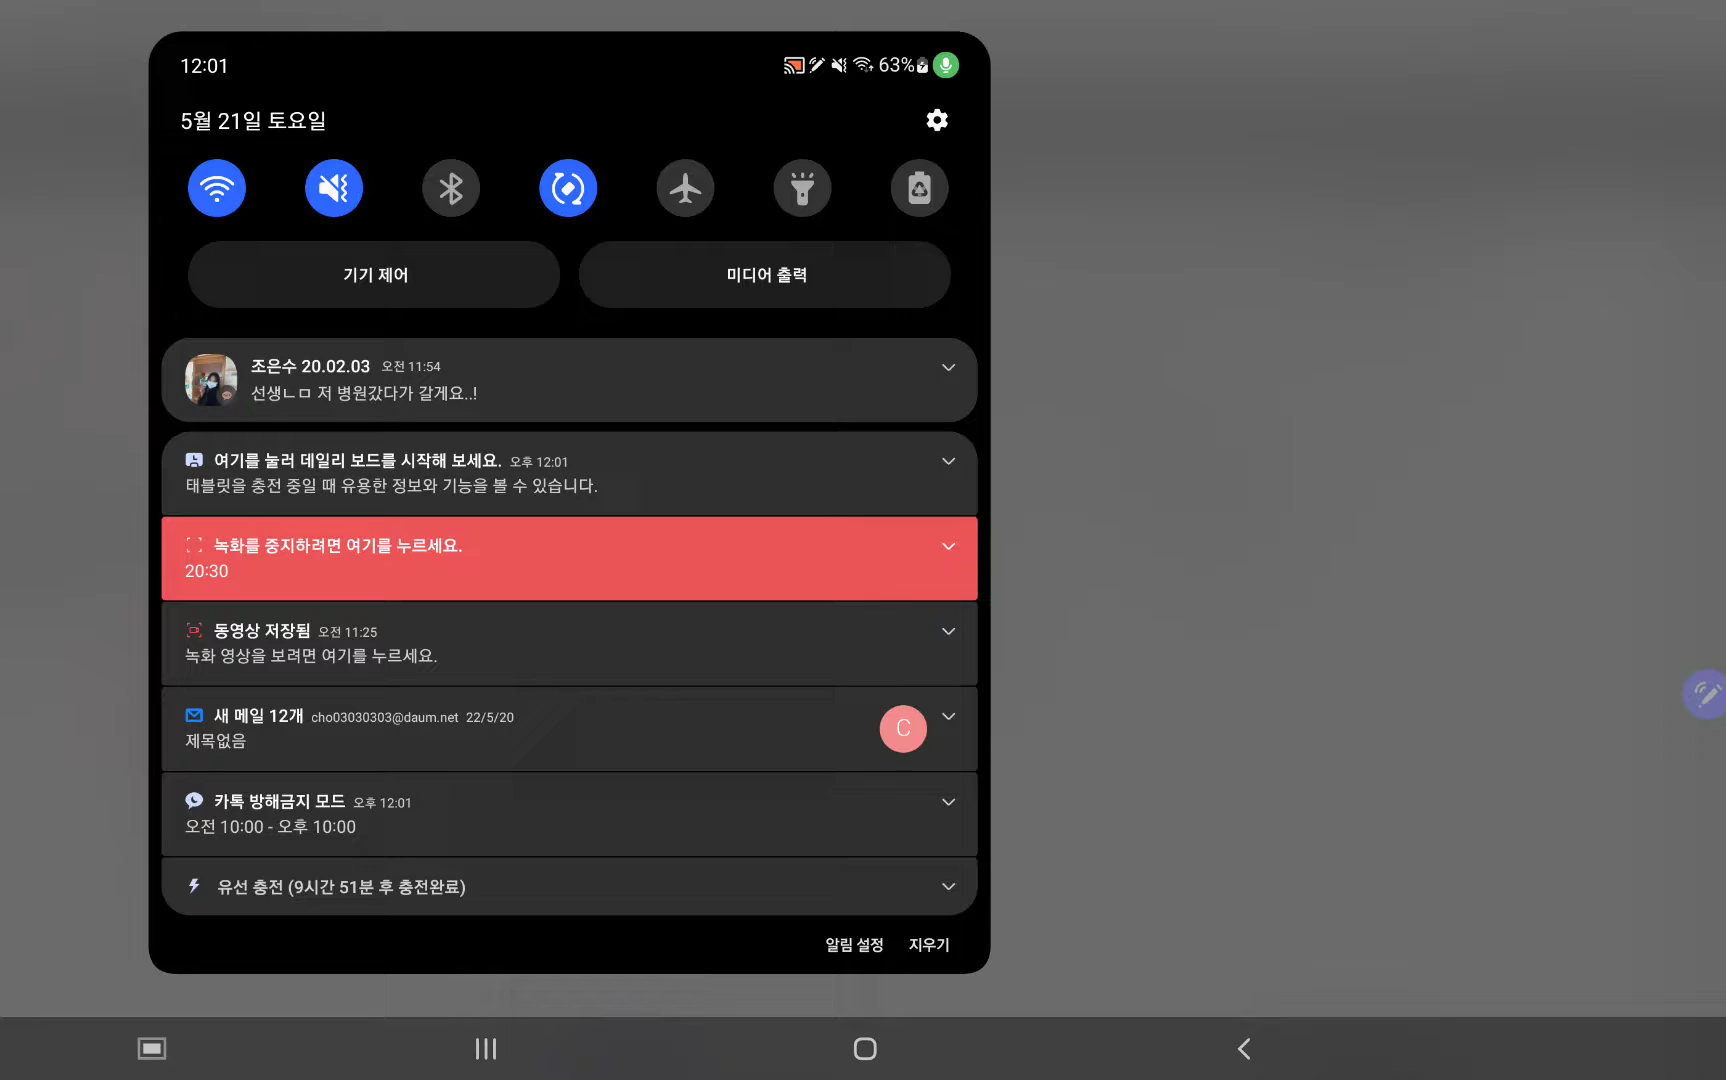 12:01
63%
5월 21일 토요일
기기 제어
미디어 출력
조은수 20.02.03 오전 11:54
선생ㄴㅁ 저 병원갔다가 갈게요..!
여기를 눌러 데일리 보드를 시작해 보세요. 오후 12:01
태블릿을 충전 중일 때 유용한 정보와 기능을 볼 수 있습니다.
녹화를 중지하려면 여기를 누르세요.
20:30
동영상 저장됨 오전 11:25
녹화 영상을 보려면 여기를 누르세요.
새 메일 12개 cho03030303@daum.net 22/5/20
제목없음
C
카톡 방해금지 모드 오후 12:01
오전 10:00 - 오후 10:00
유선 충전 (9시간 51분 후 충전완료)
알림 설정
지우기